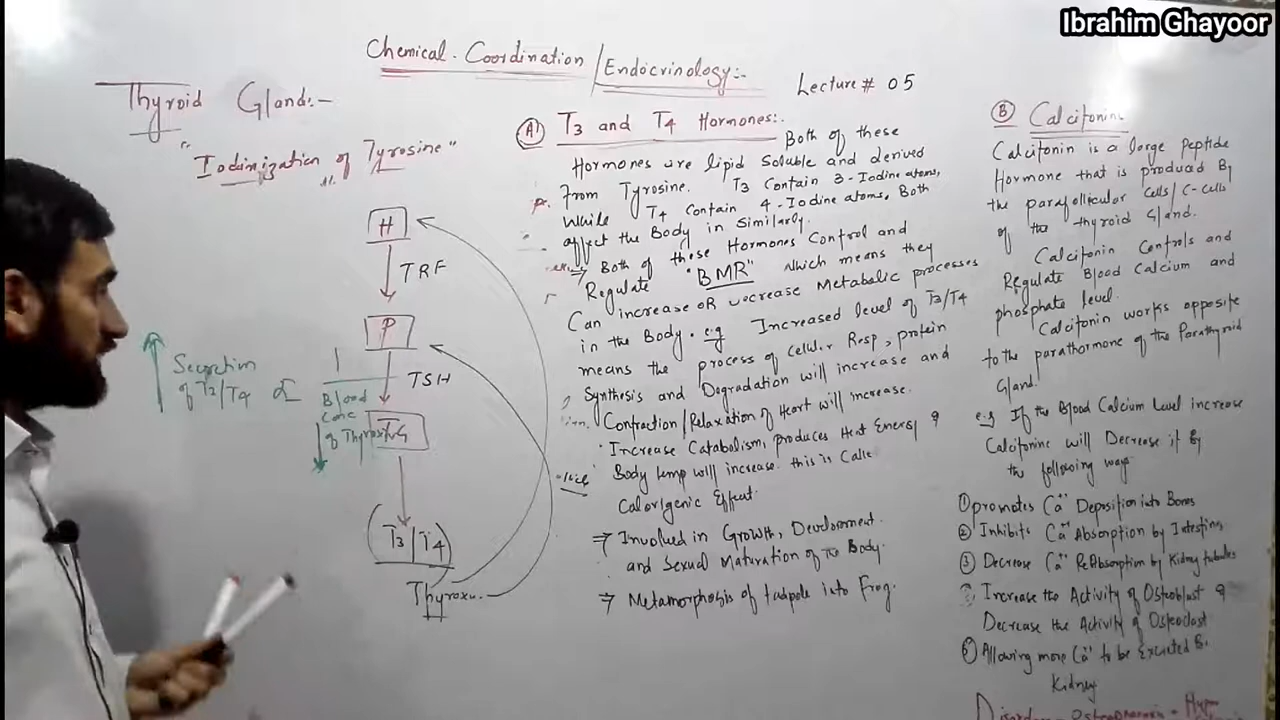 Ibrahim Ghayoor
Chemical. Coordination / Endocrinology:-
Lecture # 05
Thyroid Gland:-
"Iodinization of Tyrosine"
H
TRF
P
TSH
T.G
(T3/T4)
Secretion
of T3/T4 α
1
Blood
conc
of
A) T3 and T4 Hormones:-
Both of these
Hormones are lipid Soluble and derived
From Tyrosine. T3 Contain 3-Iodine atoms,
While T4 Contain 4-Iodine atoms, Both
affect the Body in Similarly.
⇒ Both of these Hormones Control and
Regulate "BMR" Which means they
Can increase OR Metabolic processes
in the Body. e.g Increased level of T3/T4
means the process of Resp, protein
Synthesis and Degradation will increase and
Contraction/Relaxation of Heart will increase.
Increase Catabolism, produces Heat Energy &
Body temp will increase. this is Calle
Calorigenic Effect.
⇒ Involved in Growth, Development.
and Sexual Maturation of the Body.
⇒ Metamorphosis of tadpole into Frog.
B) Calcitonin
Calcitonin is a large Peptide
Hormone that is produced By
the parafollicular cells/C-cells
of the thyroid Gland.
Calcitonin Controls and
Regulate Blood Calcium and
phosphate level.
Calcitonin works opposite
to the parathormone of the Parathyroid
Gland.
e.g If the Blood Calcium Level increase
Calcitonine will Decrease it By
the following ways
① promotes Ca++ Deposition into Bones
② Inhibits Ca++ Absorption by Intestine
③ Decrease Ca++ ReAbsorption by Kidney tubules
Increase the Activity of Osteoblast &
Decrease the Activity of Osteoclast
⑤ Allowing more Ca++ to be Excreted By
Kidney